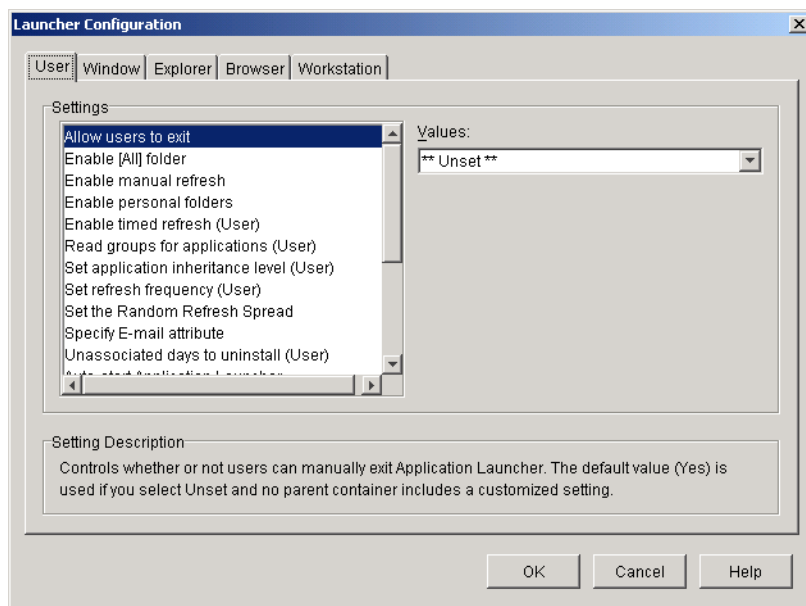 Launcher Configuration
User
Window
Explorer
Browser
Workstation
Settings
Allow users to exit
Enable [All] folder
Enable manual refresh
Enable personal folders
Enable timed refresh (User)
Read groups for applications (User)
Set application inheritance level (User)
Set refresh frequency (User)
Set the Random Refresh Spread
Specify E-mail attribute
Unassociated days to uninstall (User)
Values:
** Unset **
Setting Description
Controls whether or not users can manually exit Application Launcher. The default value (Yes) is
used if you select Unset and no parent container includes a customized setting.
OK
Cancel
Help